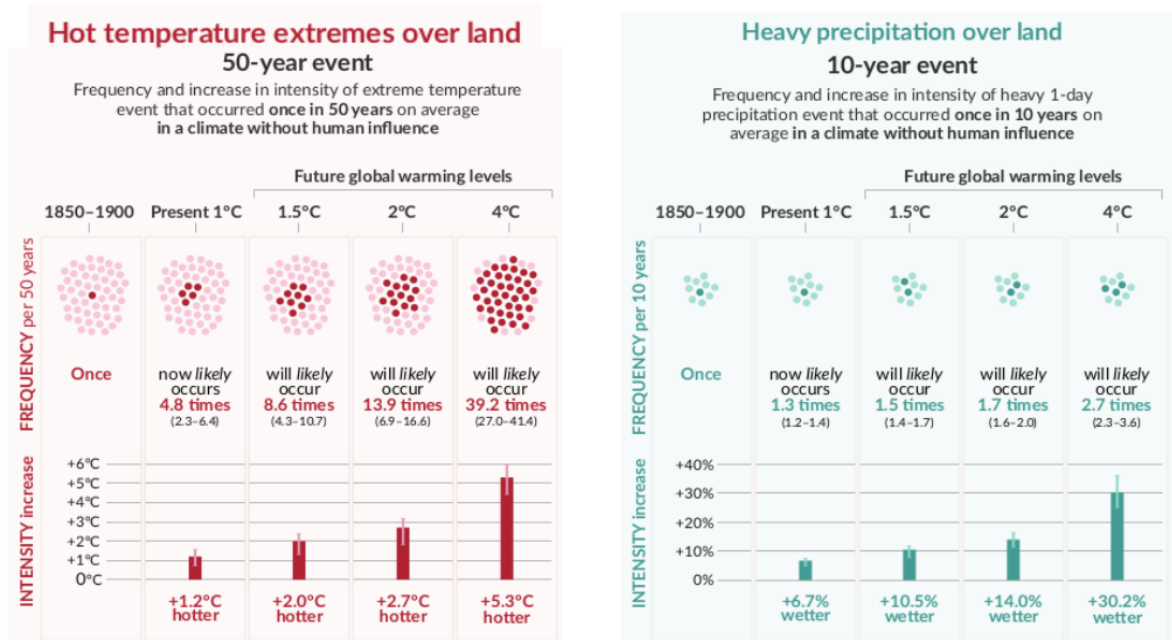 Hot temperature extremes over land
50-year event
Frequency and increase in intensity of extreme temperature
event that occurred once in 50 years on average
in a climate without human influence
Future global warming levels
1850–1900 Present 1°C 1.5°C 2°C 4°C
FREQUENCY per 50 years
Once
now likely
occurs
4.8 times
(2.3–6.4)
will likely
occur
8.6 times
(4.3–10.7)
will likely
occur
13.9 times
(6.9–16.6)
will likely
occur
39.2 times
(27.0–41.4)
INTENSITY increase
+6°C
+5°C
+4°C
+3°C
+2°C
+1°C
0°C
+1.2°C
hotter
+2.0°C
hotter
+2.7°C
hotter
+5.3°C
hotter
Heavy precipitation over land
10-year event
Frequency and increase in intensity of heavy 1-day
precipitation event that occurred once in 10 years on
average in a climate without human influence
Future global warming levels
1850–1900 Present 1°C 1.5°C 2°C 4°C
FREQUENCY per 10 years
Once
now likely
occurs
1.3 times
(1.2–1.4)
will likely
occur
1.5 times
(1.4–1.7)
will likely
occur
1.7 times
(1.6–2.0)
will likely
occur
2.7 times
(2.3–3.6)
INTENSITY increase
+40%
+30%
+20%
+10%
0%
+6.7%
wetter
+10.5%
wetter
+14.0%
wetter
+30.2%
wetter